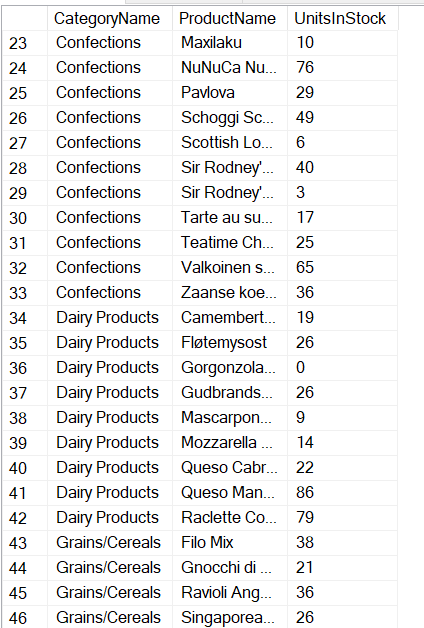 CategoryName ProductName UnitsInStock
23 Confections Maxilaku 10
24 Confections NuNuCa Nu... 76
25 Confections Pavlova 29
26 Confections Schoggi Sc... 49
27 Confections Scottish Lo... 6
28 Confections Sir Rodney'... 40
29 Confections Sir Rodney'... 3
30 Confections Tarte au su... 17
31 Confections Teatime Ch... 25
32 Confections Valkoinen s... 65
33 Confections Zaanse koe... 36
34 Dairy Products Camembert... 19
35 Dairy Products Fløtemysost 26
36 Dairy Products Gorgonzola... 0
37 Dairy Products Gudbrands... 26
38 Dairy Products Mascarpon... 9
39 Dairy Products Mozzarella ... 14
40 Dairy Products Queso Cabr... 22
41 Dairy Products Queso Man... 86
42 Dairy Products Raclette Co... 79
43 Grains/Cereals Filo Mix 38
44 Grains/Cereals Gnocchi di ... 21
45 Grains/Cereals Ravioli Ang... 36
46 Grains/Cereals Singaporea... 26